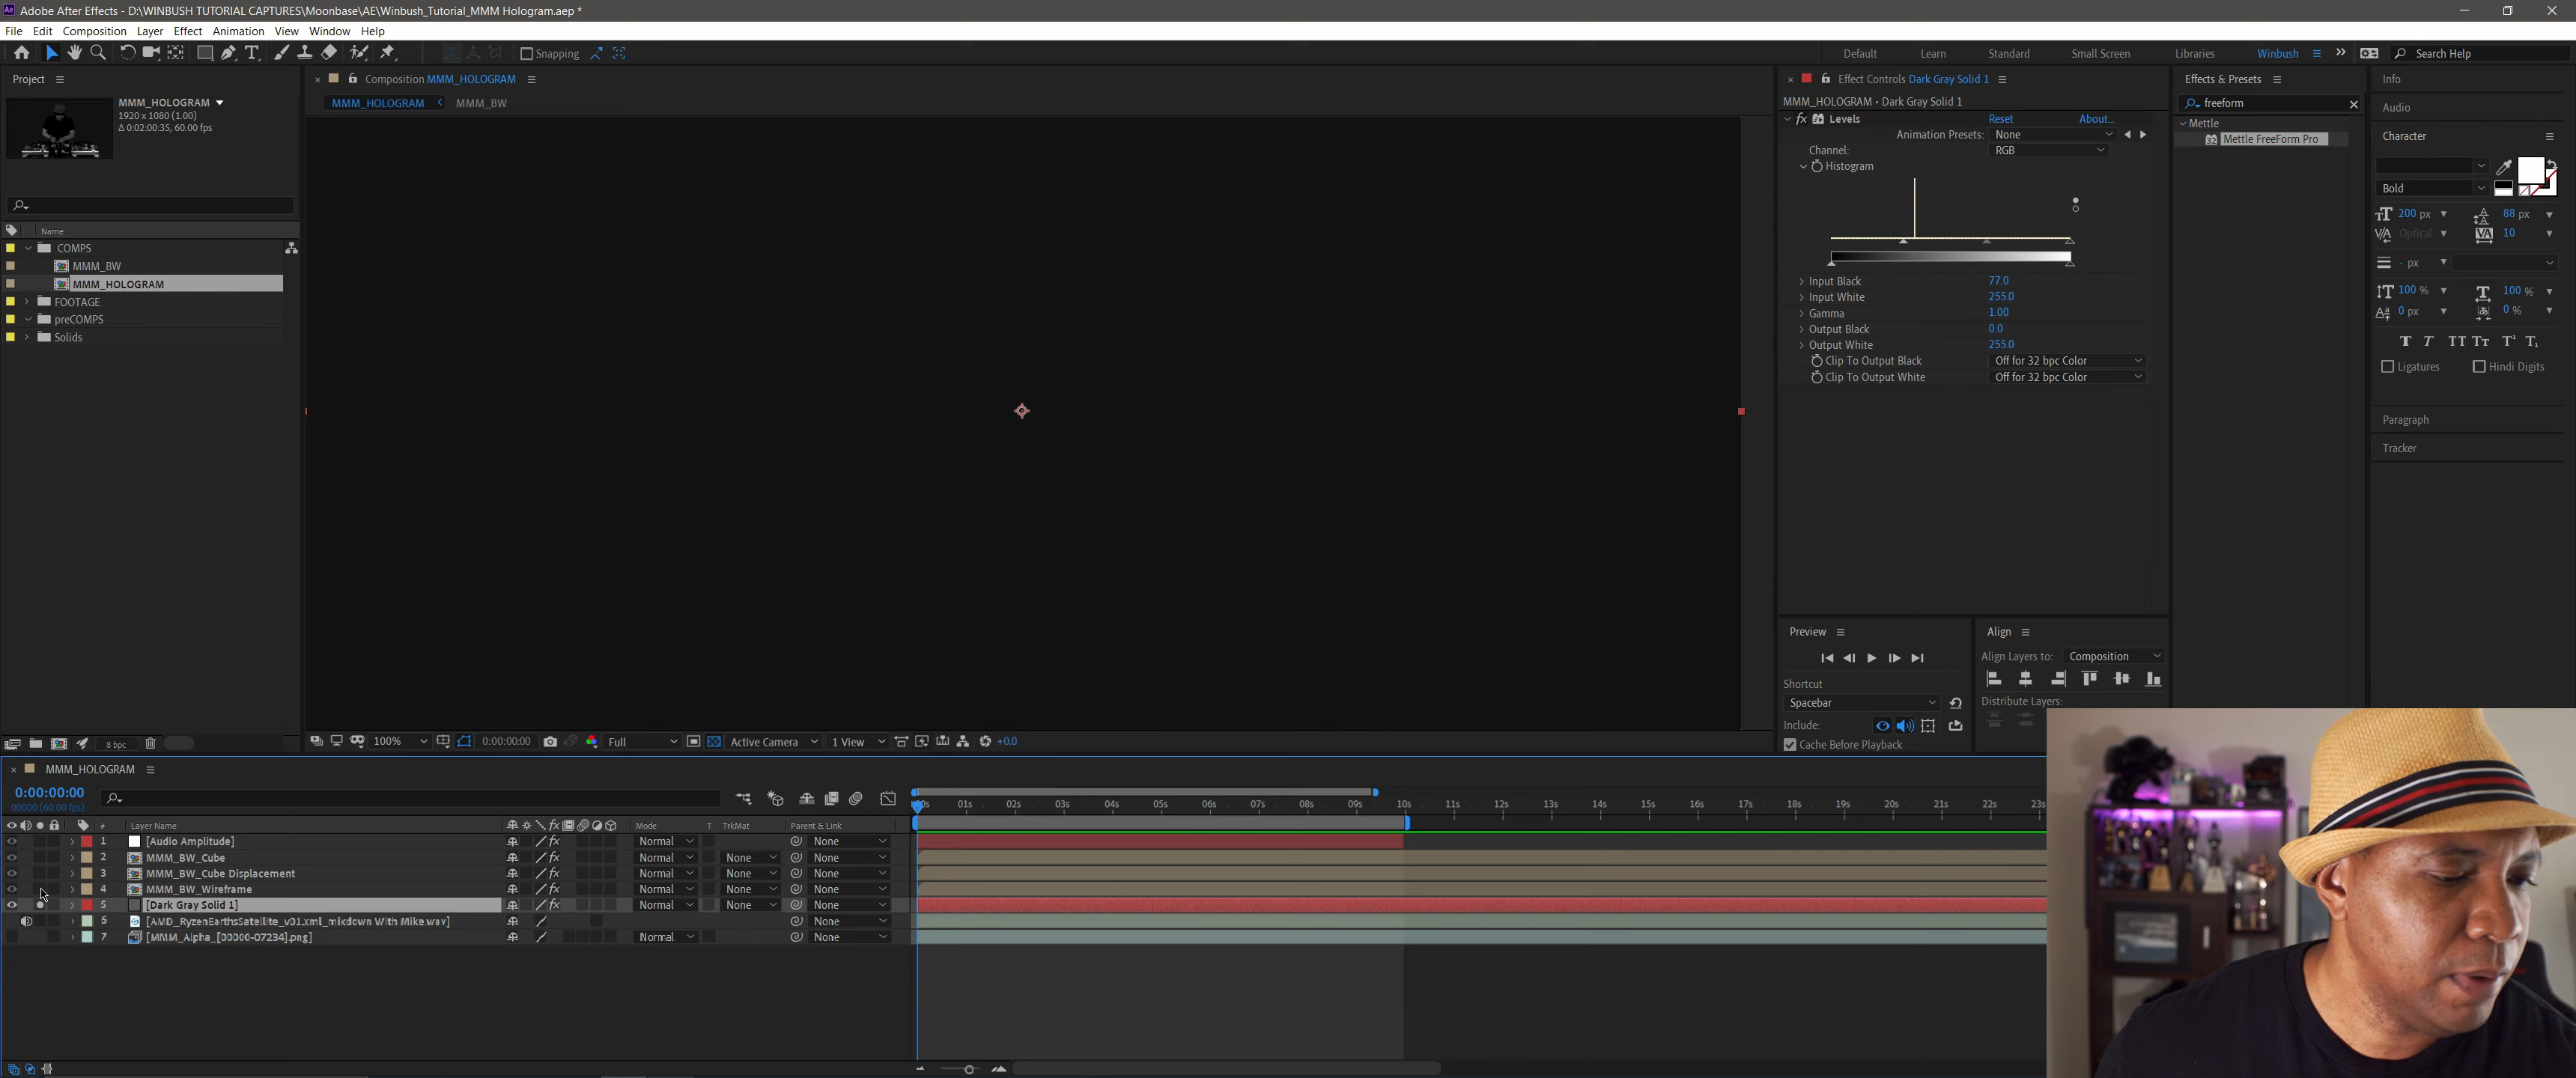 Adobe After Effects - D:\WINBUSH TUTORIAL CAPTURES\Moonbase\AE\Winbush_Tutorial_MMM Hologram.aep *
File Edit Composition Layer Effect Animation View Window Help
Snapping
Default Learn Standard Small Screen Libraries Winbush Search Help
Project
MMM_HOLOGRAM
1920 x 1080 (1.00)
Δ 0:02:00:35, 60.00 fps
Name
COMPS
MMM_BW
MMM_HOLOGRAM
FOOTAGE
preCOMPS
Solids
8 bpc
Composition MMM_HOLOGRAM
MMM_HOLOGRAM MMM_BW
100% 0:00:00:00 Full Active Camera 1 View +0.0
Effect Controls Dark Gray Solid 1
MMM_HOLOGRAM • Dark Gray Solid 1
fx Levels Reset About...
Animation Presets: None
Channel: RGB
Histogram
Input Black 77.0
Input White 255.0
Gamma 1.00
Output Black 0.0
Output White 255.0
Clip To Output Black Off for 32 bpc Color
Clip To Output White Off for 32 bpc Color
Preview
Shortcut
Spacebar
Include:
Cache Before Playback
Align
Align Layers to: Composition
Distribute Layers:
Effects & Presets
freeform
Mettle
Mettle FreeForm Pro
Info
Audio
Character
Bold
200 px 88 px
Optical 10
- px
100 % 100 %
0 px 0 %
Ligatures Hindi Digits
Paragraph
Tracker
MMM_HOLOGRAM
0:00:00:00
00000 (60.00 fps)
# Layer Name Mode T TrkMat Parent & Link
01s 02s 03s 04s 05s 06s 07s 08s 09s 10s 11s 12s 13s 14s 15s 16s 17s 18s 19s 20s 21s 22s 23s
1 [Audio Amplitude] Normal None
2 MMM_BW_Cube Normal None None
3 MMM_BW_Cube Displacement Normal None None
4 MMM_BW_Wireframe Normal None None
5 [Dark Gray Solid 1] Normal None None
6 [AMD_RyzenEarthsSatellite_v01.xml_mixdown With Mike.wav] None
7 [MMM_Alpha_[00000-07234].png] Normal None